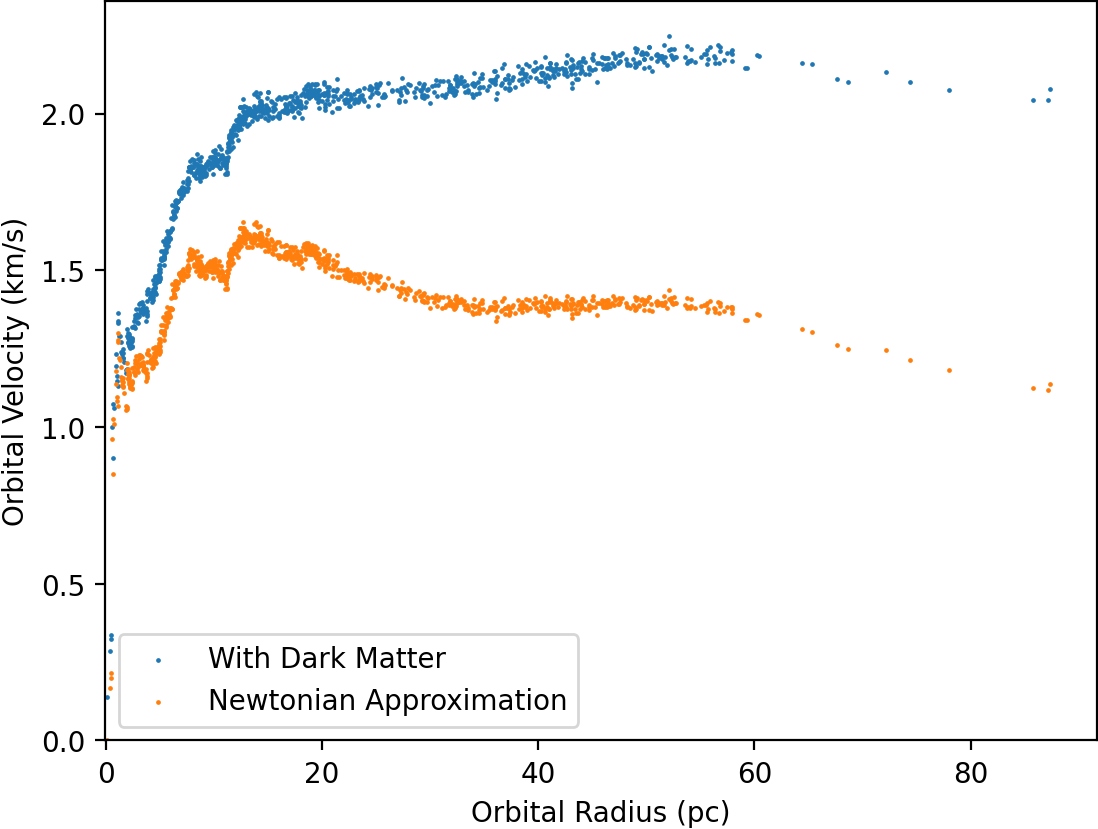 2.0
1.5
1.0
0.5
0.0
Orbital Velocity (km/s)
With Dark Matter
Newtonian Approximation
0 20 40 60 80
Orbital Radius (pc)